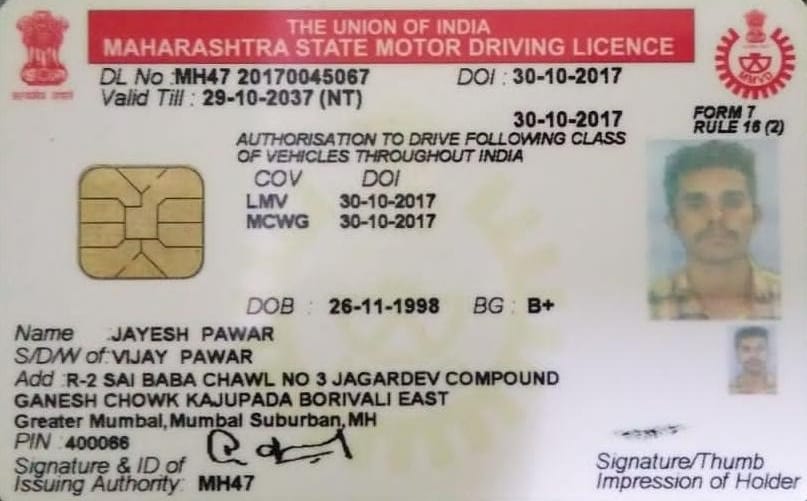 THE UNION OF INDIA
MAHARASHTRA STATE MOTOR DRIVING LICENCE
DL No : MH47 20170045067 DOI : 30-10-2017
Valid Till : 29-10-2037 (NT)
30-10-2017
FORM 7
RULE 16 (2)
AUTHORISATION TO DRIVE FOLLOWING CLASS
OF VEHICLES THROUGHOUT INDIA
COV DOI
LMV 30-10-2017
MCWG 30-10-2017
MMVD
DOB : 26-11-1998 BG : B+
Name : JAYESH PAWAR
S/D/W of : VIJAY PAWAR
Add : R-2 SAI BABA CHAWL NO 3 JAGARDEV COMPOUND
GANESH CHOWK KAJUPADA BORIVALI EAST
Greater Mumbai,Mumbai Suburban,MH
PIN : 400066
Signature & ID of
Issuing Authority: MH47
Signature/Thumb
Impression of Holder